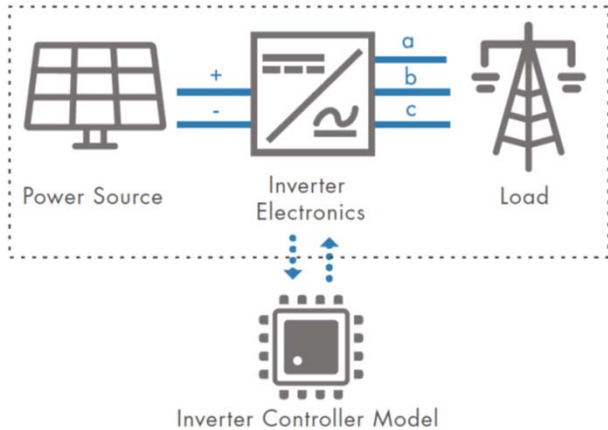 a
+
b
-
c
Power Source
Inverter
Electronics
Load
Inverter Controller Model